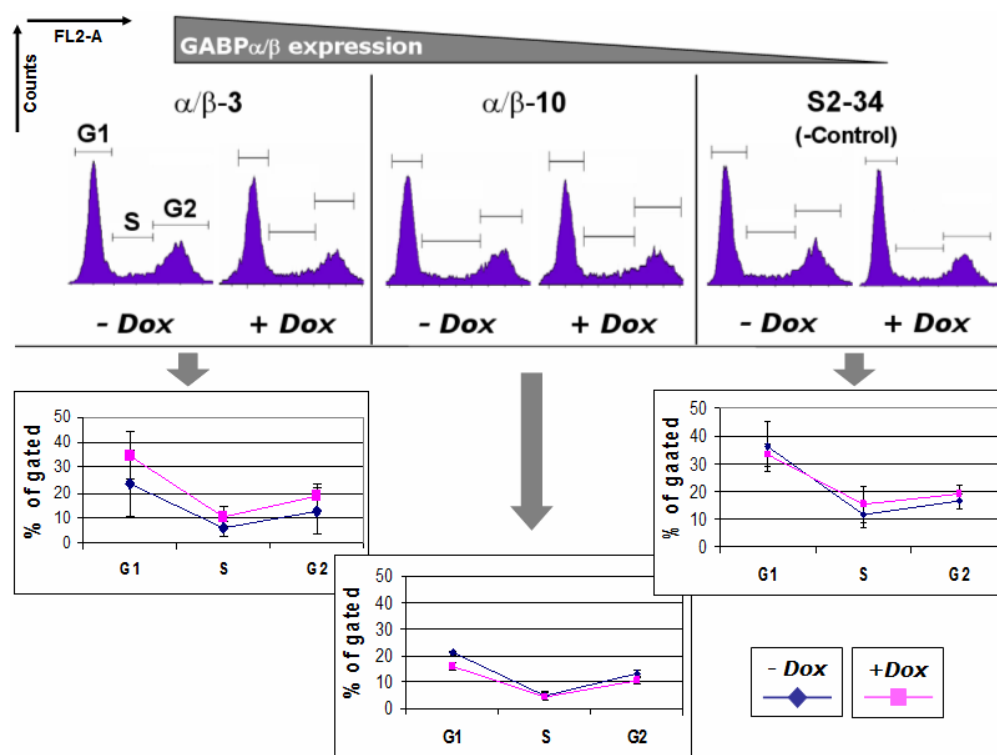 FL2-A
Counts
GABPα/β expression
α/β-3
α/β-10
S2-34
(-Control)
G1
S
G2
- Dox
+ Dox
- Dox
+ Dox
- Dox
+ Dox
% of gated
50
40
30
20
10
0
G1
S
G2
% of gaated
50
40
30
20
10
0
G1
S
G2
% of gated
50
40
30
20
10
0
G1
S
G2
- Dox
+Dox